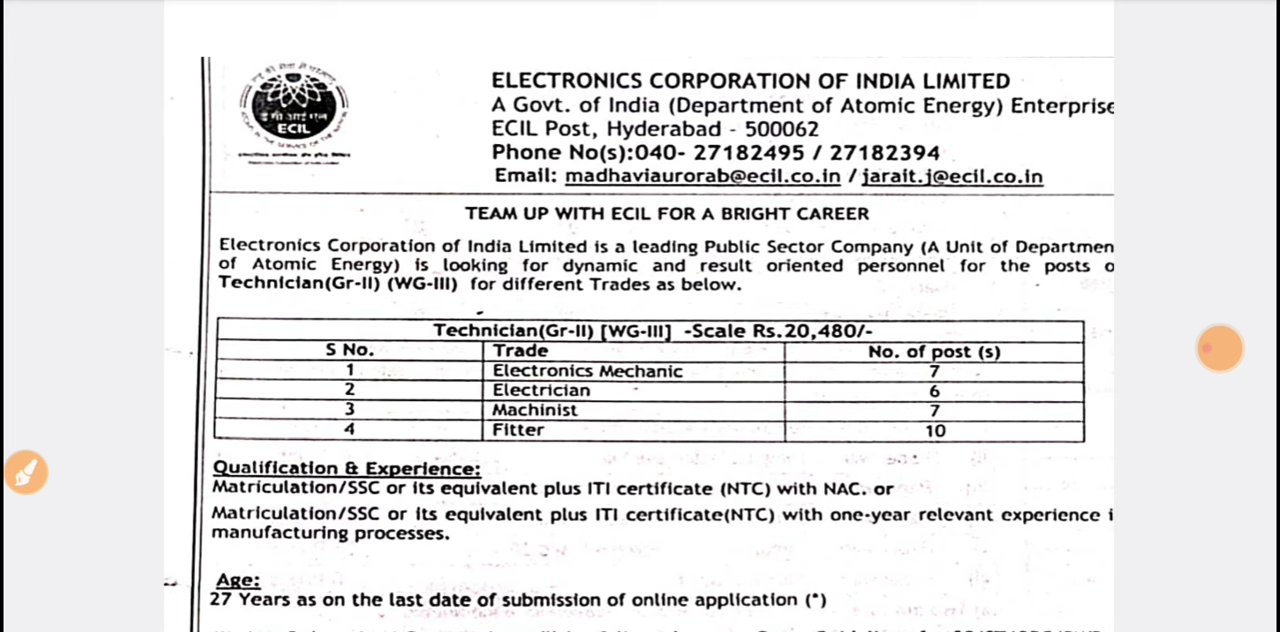 ECIL
ELECTRONICS CORPORATION OF INDIA LIMITED
A Govt. of India (Department of Atomic Energy) Enterprise
ECIL Post, Hyderabad - 500062
Phone No(s):040- 27182495 / 27182394
Email: madhaviaurorab@ecil.co.in / jarait.j@ecil.co.in
TEAM UP WITH ECIL FOR A BRIGHT CAREER
Electronics Corporation of India Limited is a leading Public Sector Company (A Unit of Departmen
of Atomic Energy) is looking for dynamic and result oriented personnel for the posts o
Technician(Gr-II) (WG-III) for different Trades as below.
Technician(Gr-II) [WG-III] -Scale Rs.20,480/-
S No. Trade No. of post (s)
1 Electronics Mechanic 7
2 Electrician 6
3 Machinist 7
4 Fitter 10
Qualification & Experience:
Matriculation/SSC or its equivalent plus ITI certificate (NTC) with NAC. or
Matriculation/SSC or its equivalent plus ITI certificate(NTC) with one-year relevant experience i
manufacturing processes.
Age:
27 Years as on the last date of submission of online application (*)